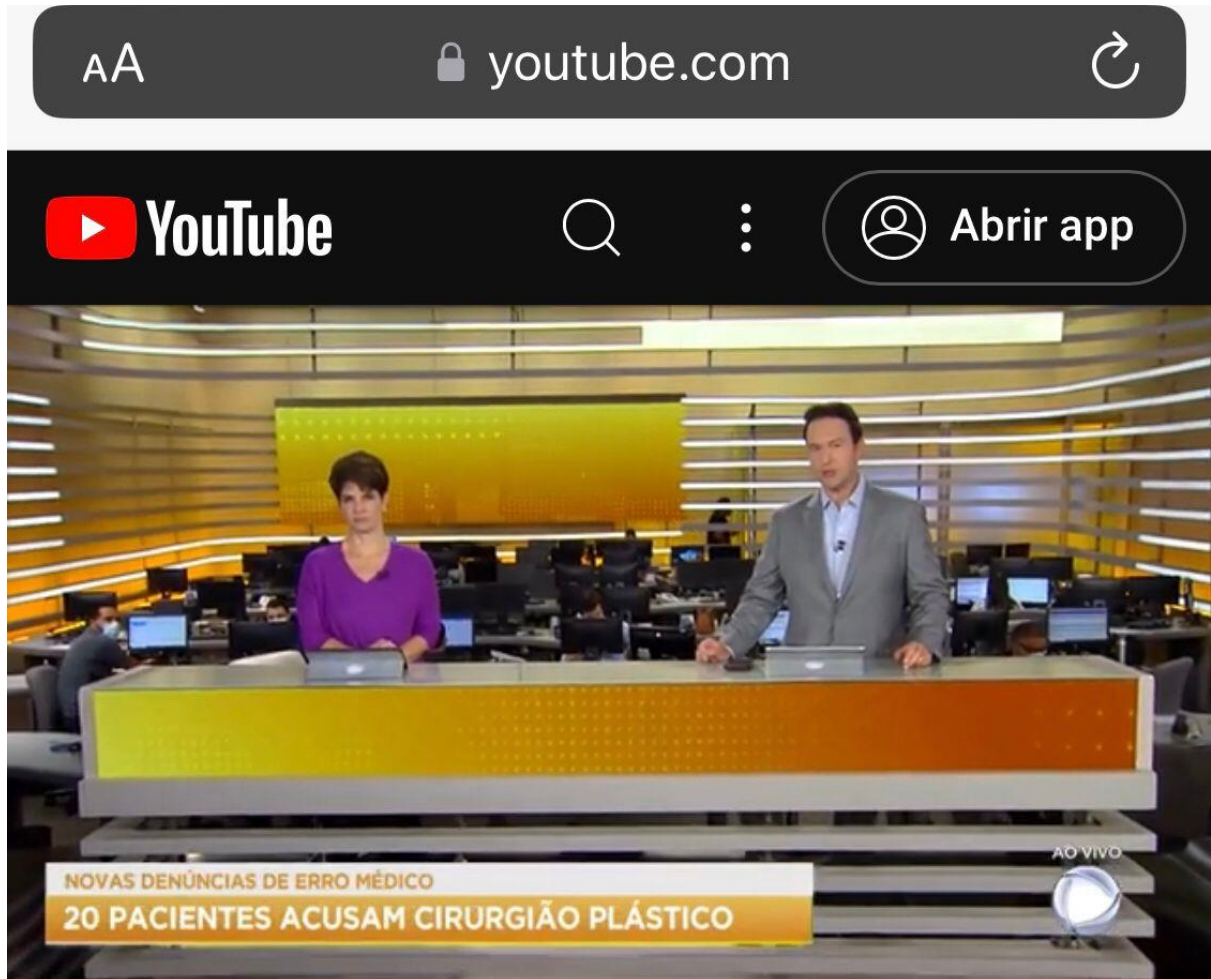 AA
youtube.com
YouTube
Abrir app
AO VIVO
NOVAS DENÚNCIAS DE ERRO MÉDICO
20 PACIENTES ACUSAM CIRURGIÃO PLÁSTICO